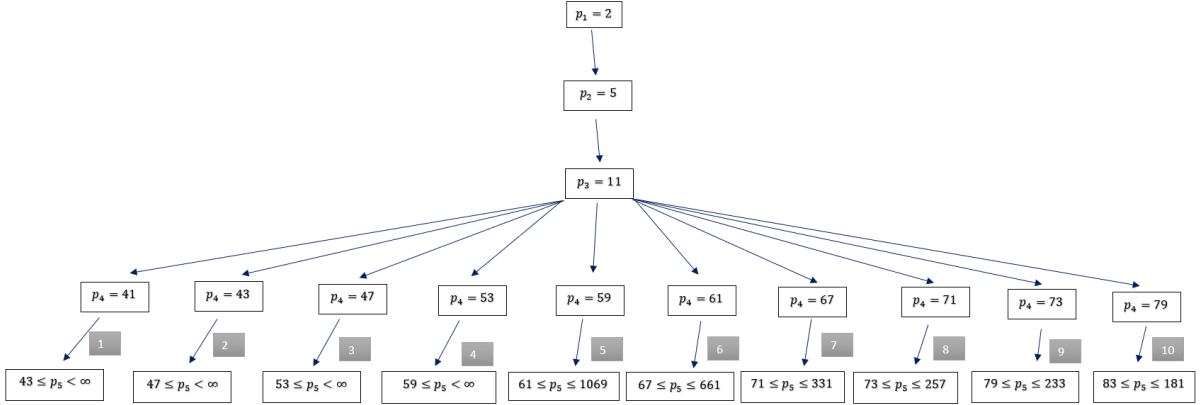 p₁ = 2
p₂ = 5
p₃ = 11
p₄ = 41
p₄ = 43
p₄ = 47
p₄ = 53
p₄ = 59
p₄ = 61
p₄ = 67
p₄ = 71
p₄ = 73
p₄ = 79
1
2
3
4
5
6
7
8
9
10
43 ≤ p₅ < ∞
47 ≤ p₅ < ∞
53 ≤ p₅ < ∞
59 ≤ p₅ < ∞
61 ≤ p₅ ≤ 1069
67 ≤ p₅ ≤ 661
71 ≤ p₅ ≤ 331
73 ≤ p₅ ≤ 257
79 ≤ p₅ ≤ 233
83 ≤ p₅ ≤ 181